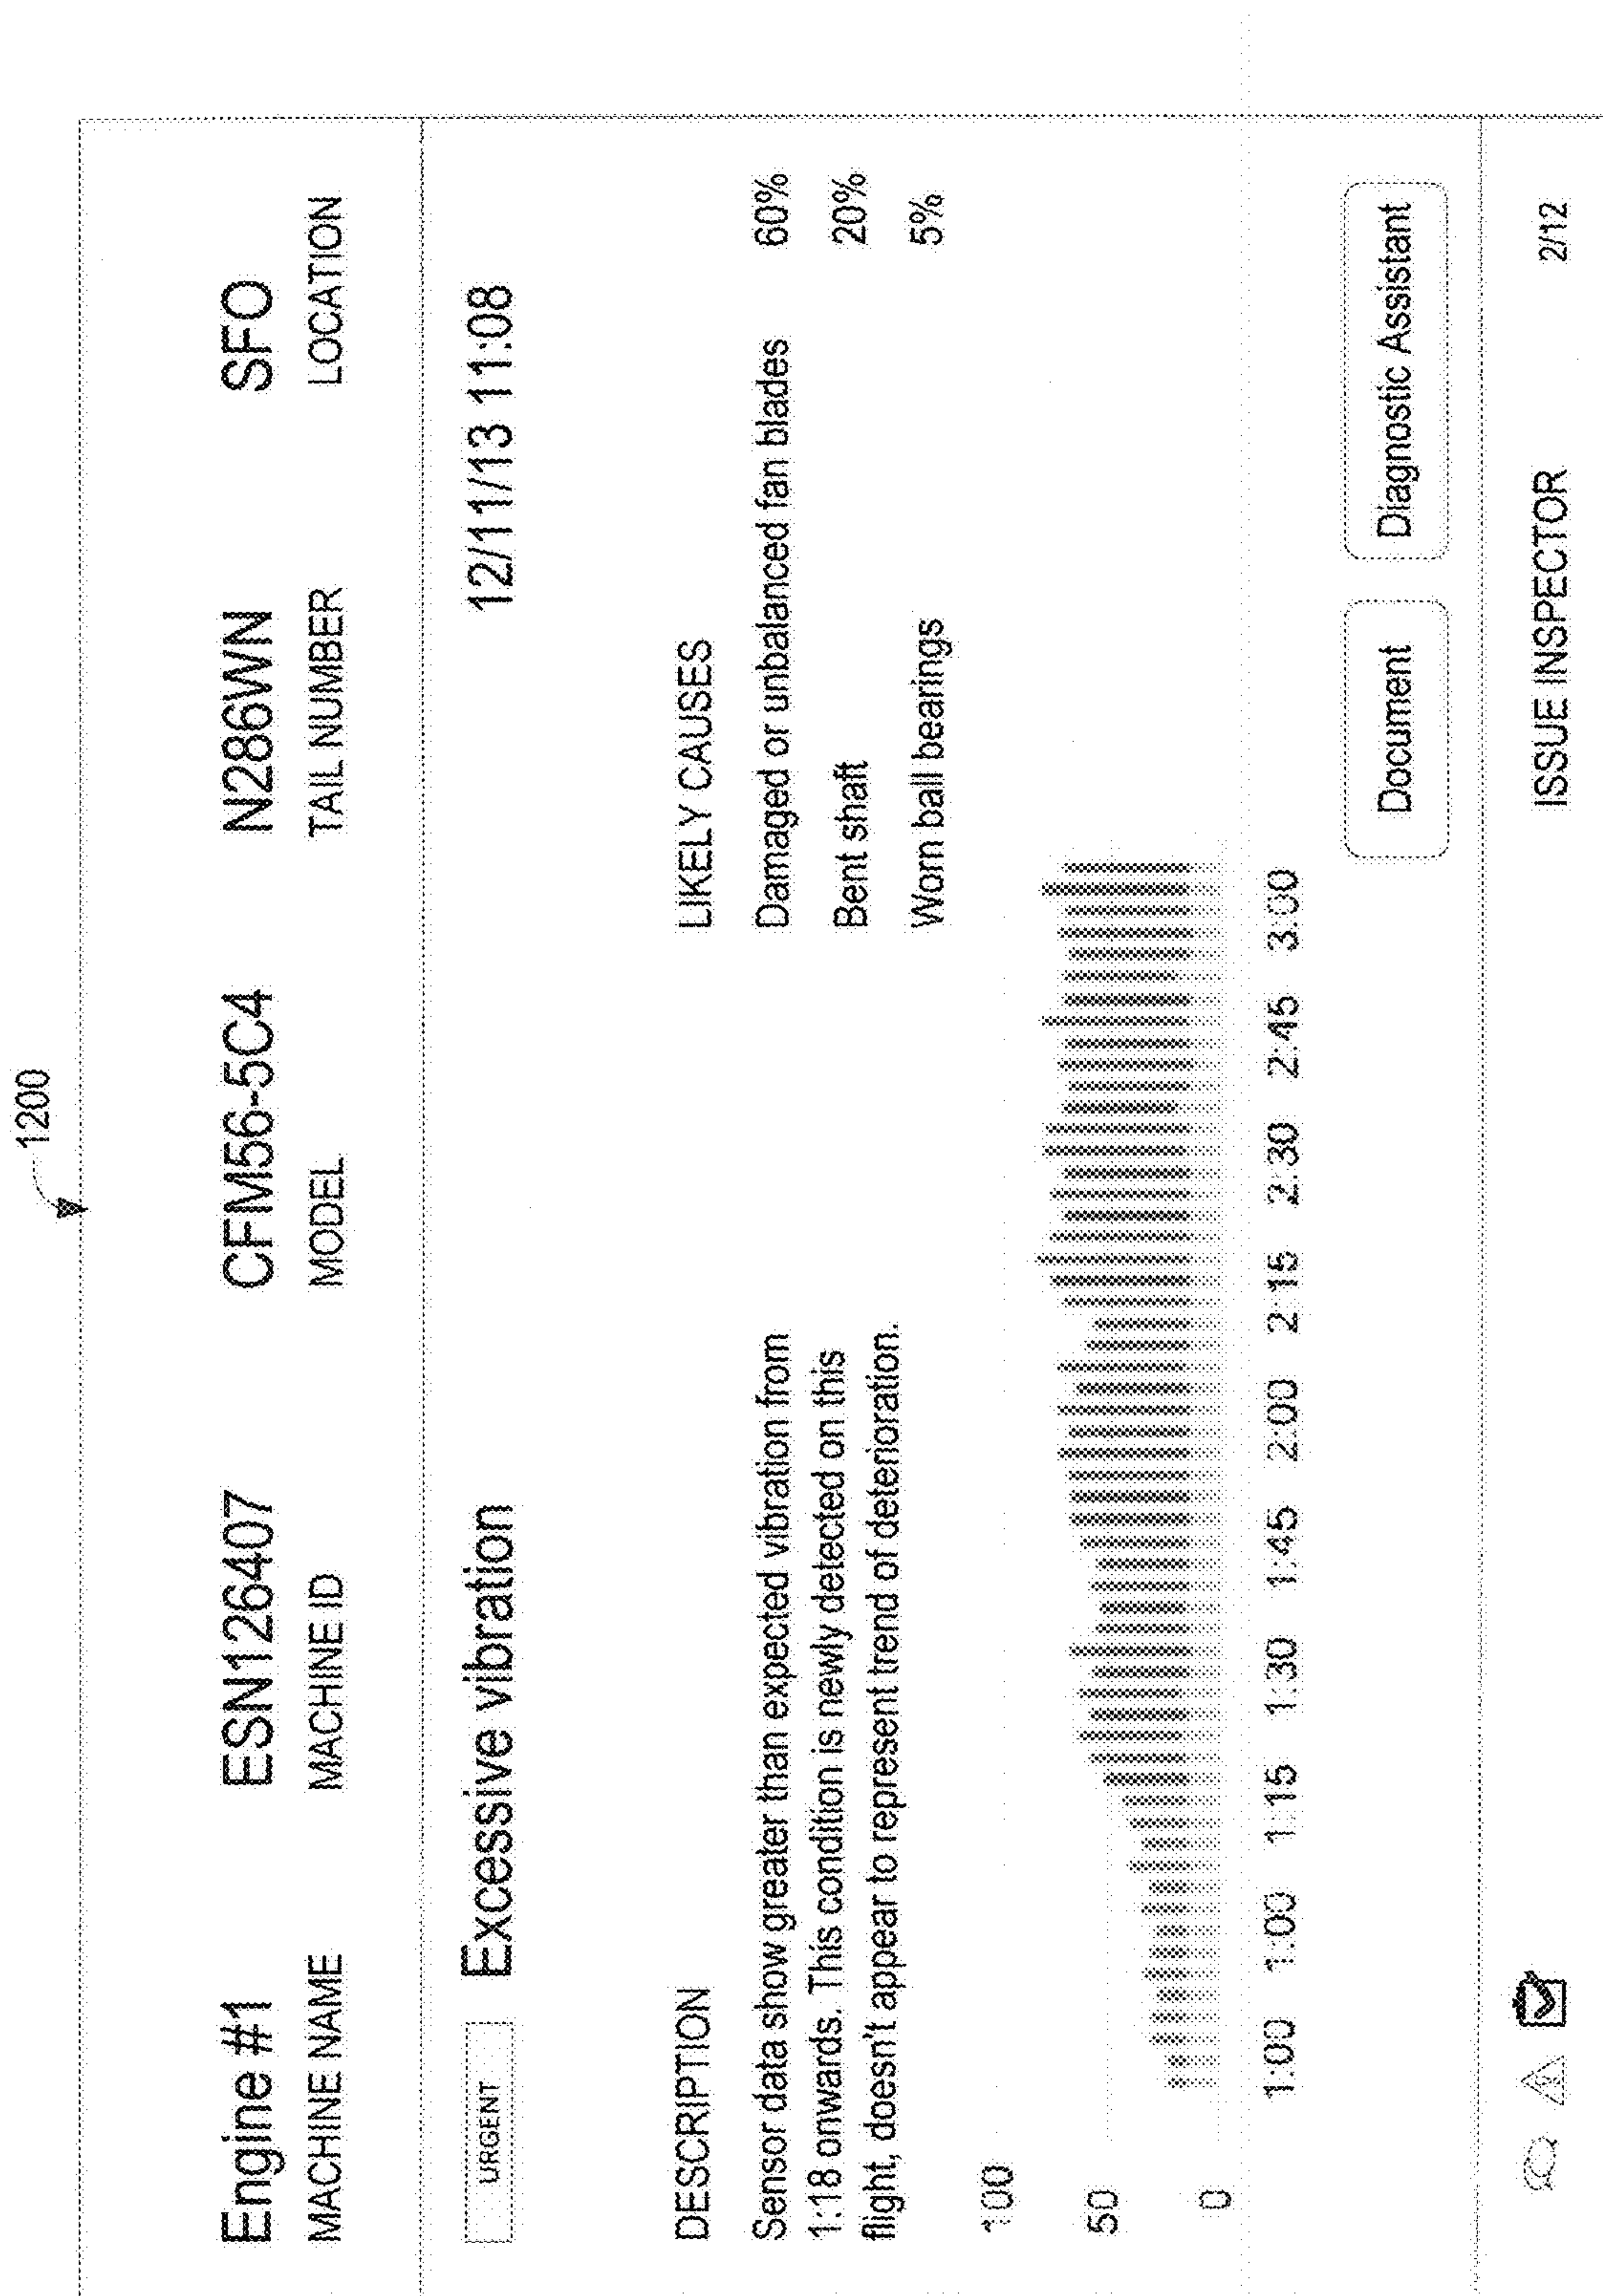 1200
Engine #1 ESN126407 CFM56-5C4 N286WN SFO
MACHINE NAME MACHINE ID MODEL TAIL NUMBER LOCATION
URGENT Excessive vibration 12/11/13 11:08
DESCRIPTION
Sensor data show greater than expected vibration from
1:18 onwards. This condition is newly detected on this
flight, doesn't appear to represent trend of deterioration.
LIKELY CAUSES
Damaged or unbalanced fan blades 60%
Bent shaft 20%
Worn ball bearings 5%
100
50
0
1:00 1:00 1:15 1:30 1:45 2:00 2:15 2:30 2:45 3:00
Document Diagnostic Assistant
ISSUE INSPECTOR 2/12